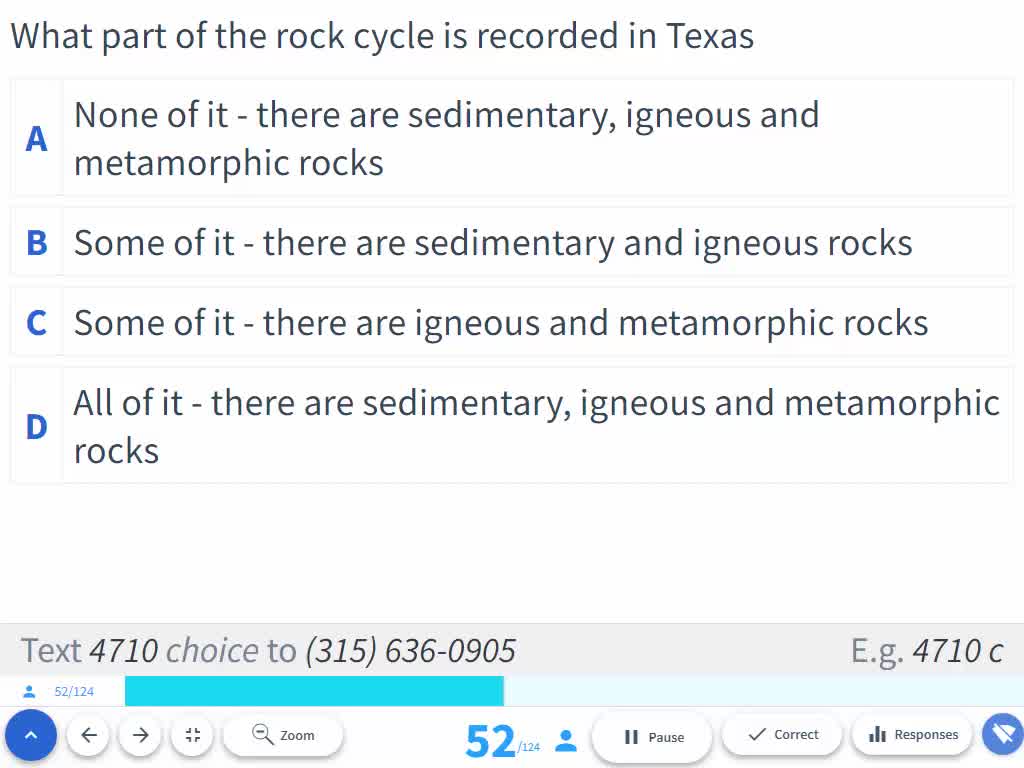 What part of the rock cycle is recorded in Texas
A
None of it - there are sedimentary, igneous and
metamorphic rocks
B
Some of it - there are sedimentary and igneous rocks
C
Some of it - there are igneous and metamorphic rocks
D
All of it - there are sedimentary, igneous and metamorphic
rocks
Text 4710 choice to (315) 636-0905
E.g. 4710 c
52/124
Zoom
52/124
Pause
Correct
Responses